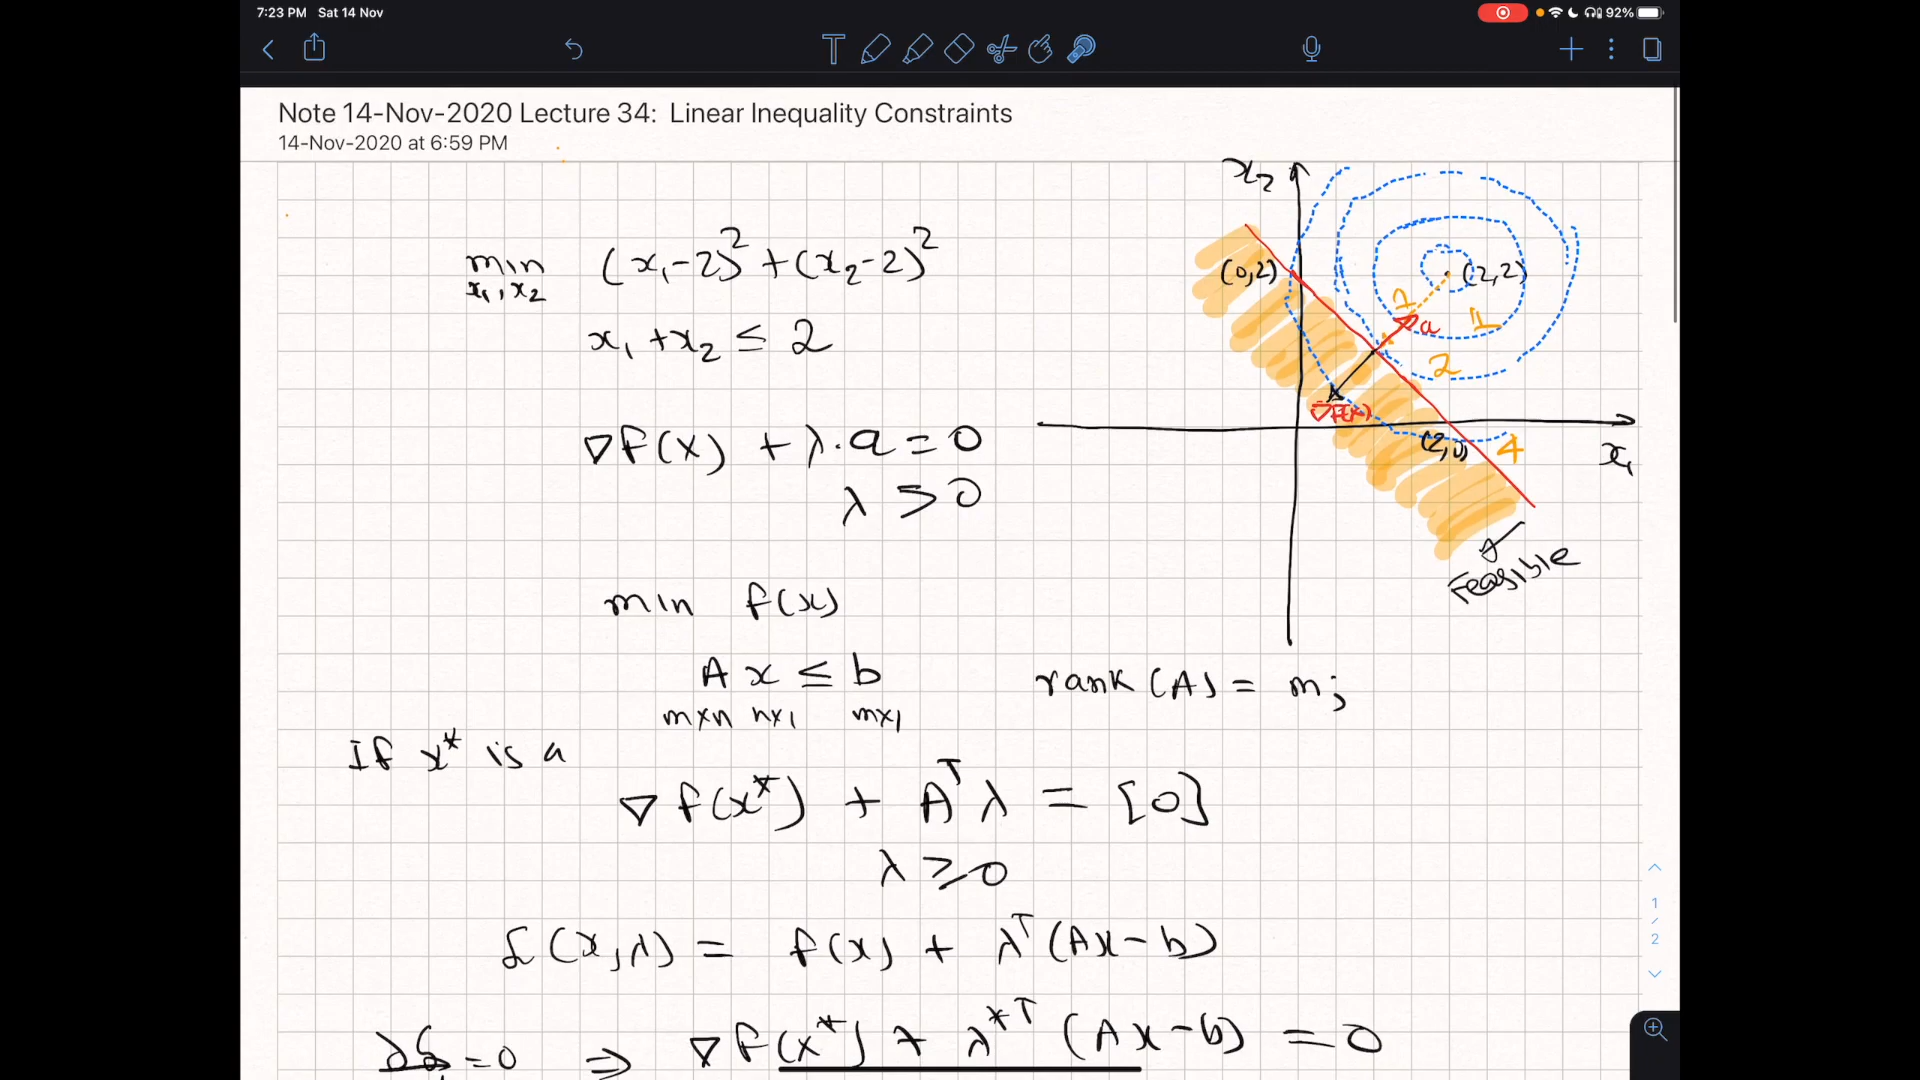 7:23 PM Sat 14 Nov
92%
Note 14-Nov-2020 Lecture 34: Linear Inequality Constraints
14-Nov-2020 at 6:59 PM
min (x₁-2)² + (x₂-2)²
x₁, x₂
x₁ + x₂ ≤ 2
∇f(x) + λ·a = 0
λ > 0
x₂
(0,2)
(2,2)
1
a
1
2
∇f(x)
(2,0)
4
x₁
Feasible
min f(x)
Ax ≤ b rank(A) = m;
m×n n×1 m×1
If x* is a
∇f(x*) + Aᵀλ = [0]
λ ≥ 0
L(x,λ) = f(x) + λᵀ(Ax-b)
= 0 ⇒ ∇f(x*) + λ*ᵀ(Ax-b) = 0
1
/
2